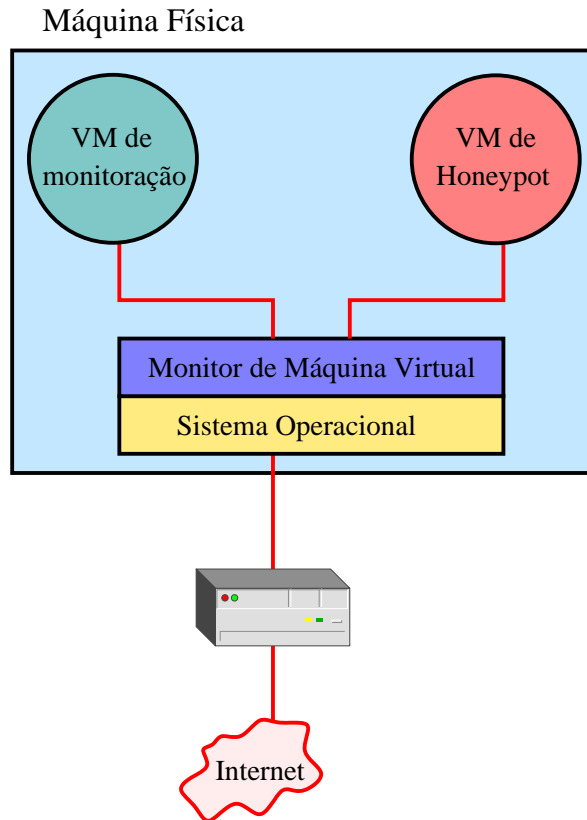 Máquina Física
VM de
monitoração
VM de
Honeypot
Monitor de Máquina Virtual
Sistema Operacional
Internet